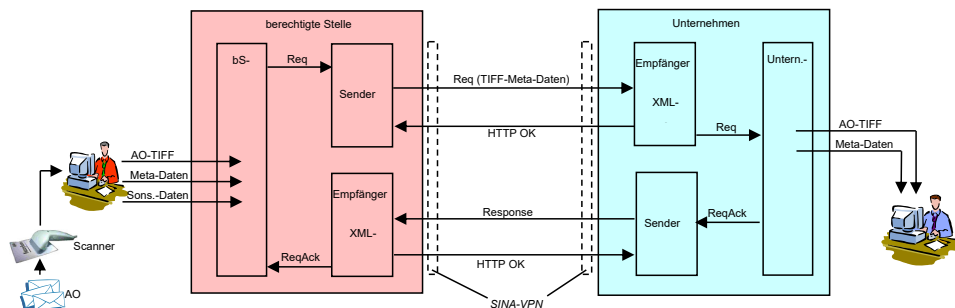 berechtigte Stelle
Unternehmen
bS-
Req
Sender
Req (TIFF-Meta-Daten)
HTTP OK
Empfänger
XML-
Untern.-
Req
AO-TIFF
Meta-Daten
AO-TIFF
Meta-Daten
Sons.-Daten
Empfänger
XML-
ReqAck
Response
HTTP OK
Sender
ReqAck
Scanner
AO
SINA-VPN